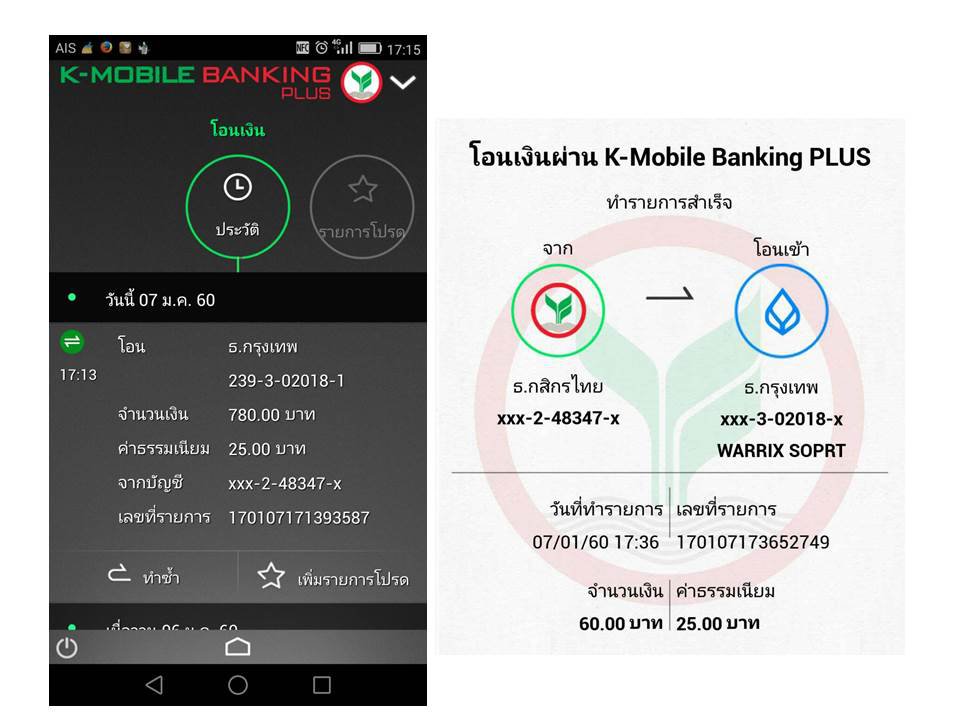 AIS NFC 4G 17:15
K-MOBILE BANKING
PLUS
โอนเงิน
ประวัติ
รายการโปรด
วันนี้ 07 ม.ค. 60
โอน ธ.กรุงเทพ
17:13 239-3-02018-1
จำนวนเงิน 780.00 บาท
ค่าธรรมเนียม 25.00 บาท
จากบัญชี xxx-2-48347-x
เลขที่รายการ 170107171393587
ทำซ้ำ เพิ่มรายการโปรด
โอนเงินผ่าน K-Mobile Banking PLUS
ทำรายการสำเร็จ
จาก โอนเข้า
ธ.กสิกรไทย ธ.กรุงเทพ
xxx-2-48347-x xxx-3-02018-x
WARRIX SOPRT
วันที่ทำรายการ เลขที่รายการ
07/01/60 17:36 170107173652749
จำนวนเงิน ค่าธรรมเนียม
60.00 บาท 25.00 บาท